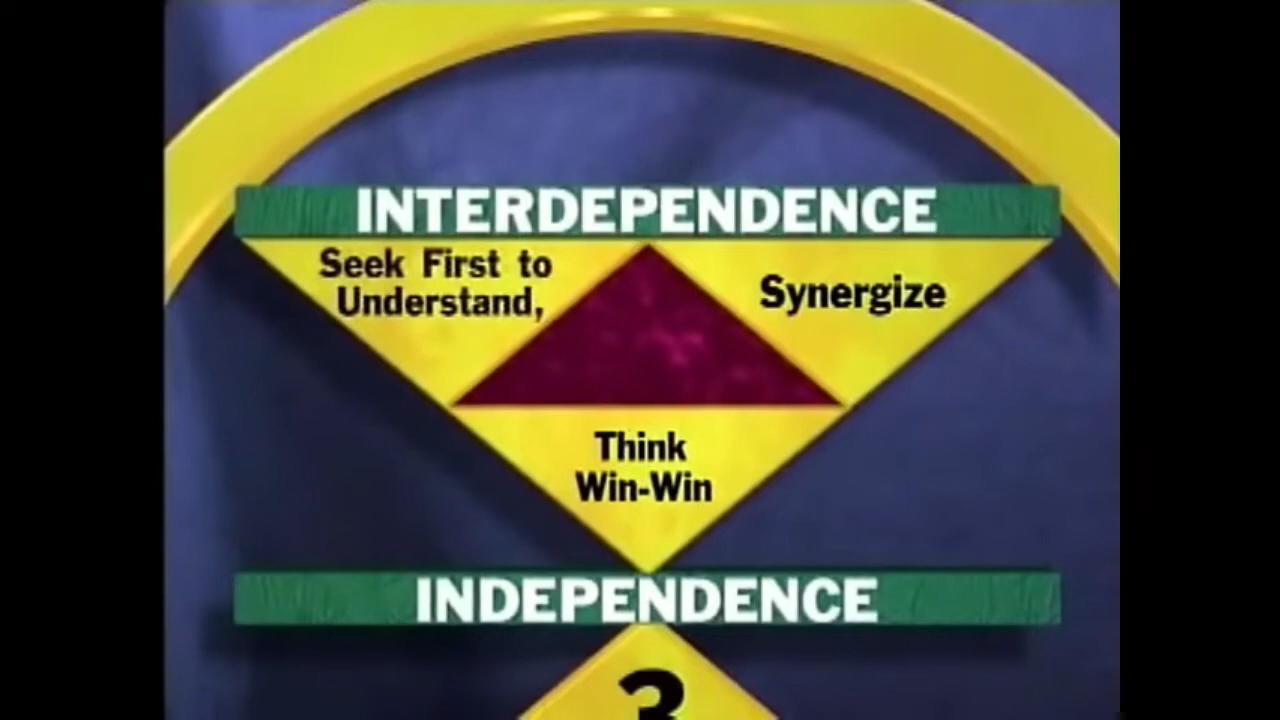 INTERDEPENDENCE
Seek First to
Understand,
Synergize
Think
Win-Win
INDEPENDENCE
3